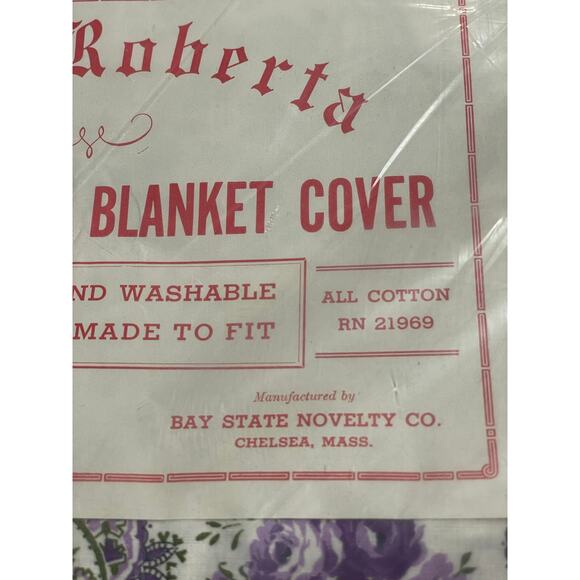 Roberta
BLANKET COVER
ND WASHABLE
MADE TO FIT
ALL COTTON
RN 21969
Manufactured by
BAY STATE NOVELTY CO.
CHELSEA, MASS.